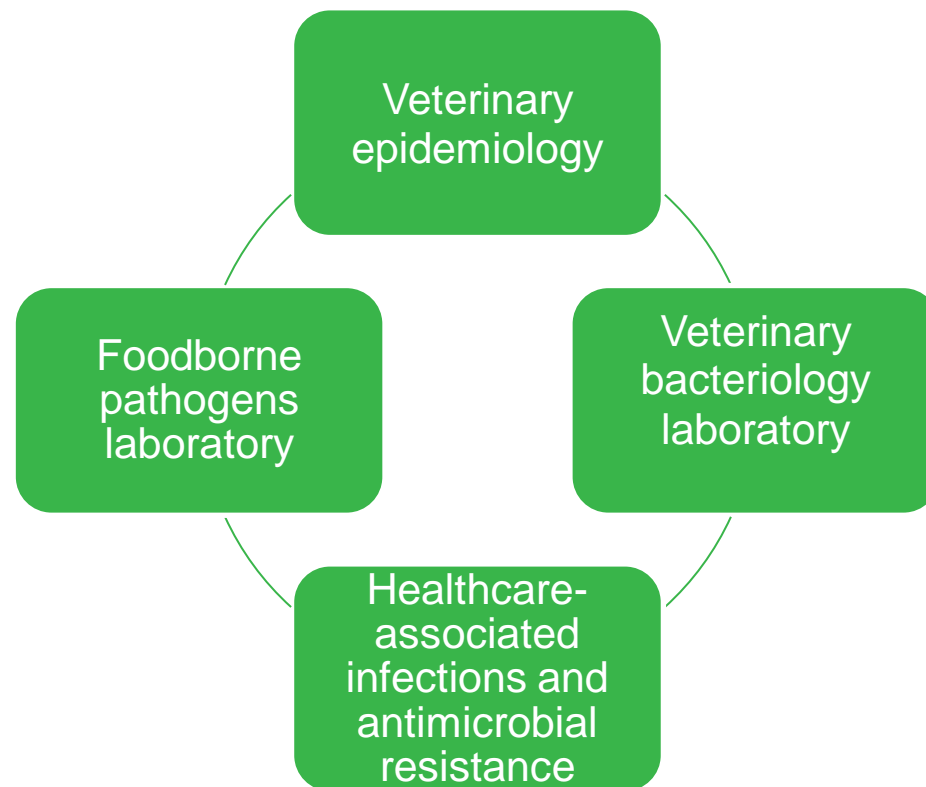 Veterinary
epidemiology
Foodborne
pathogens
laboratory
Veterinary
bacteriology
laboratory
Healthcare-
associated
infections and
antimicrobial
resistance